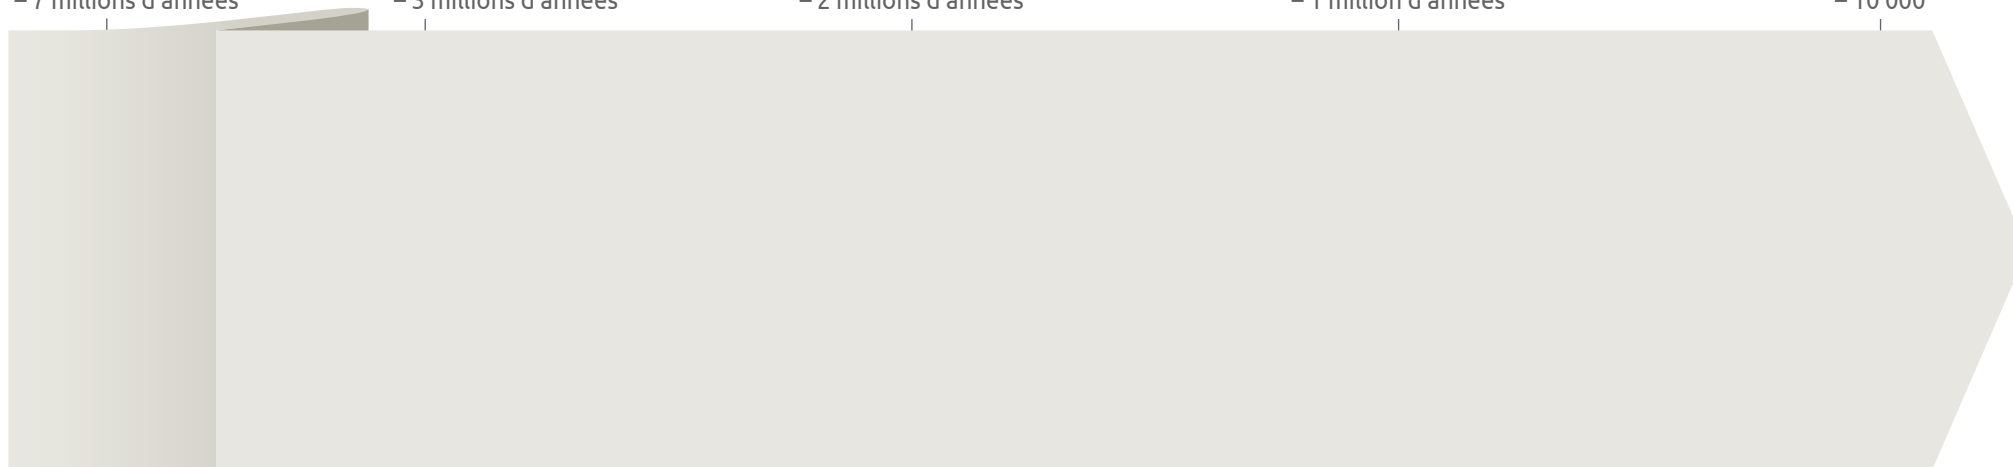 – 7 millions d'années – 3 millions d'années – 2 millions d'années – 1 million d'années – 10 000